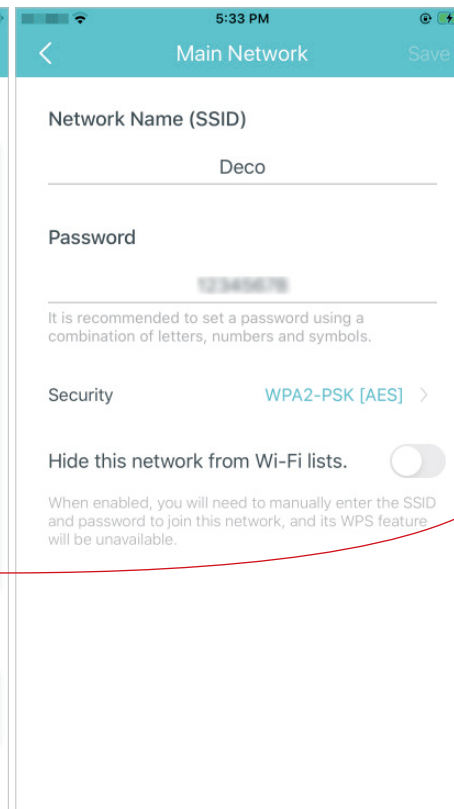 5:33 PM
Main Network
Save
Network Name (SSID)
Deco
Password
It is recommended to set a password using a
combination of letters, numbers and symbols.
Security WPA2-PSK [AES]
Hide this network from Wi-Fi lists.
When enabled, you will need to manually enter the SSID
and password to join this network, and its WPS feature
will be unavailable.